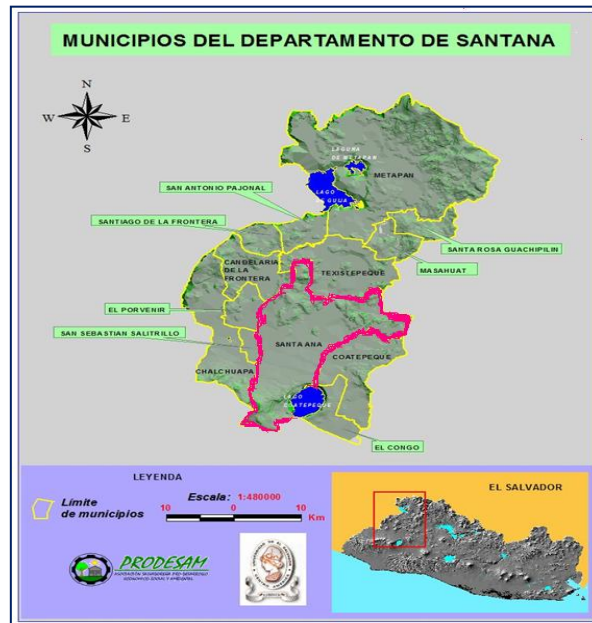 MUNICIPIOS DEL DEPARTAMENTO DE SANTANA
N
W E
S
LAGUNA DE METAPAN
METAPAN
LAGO
DE GUIJA
SAN ANTONIO PAJONAL
SANTIAGO DE LA FRONTERA
SANTA ROSA GUACHIPILIN
MASAHUAT
CANDELARIA
DE LA
FRONTERA
TEXISTEPEQUE
EL PORVENIR
SAN SEBASTIAN SALITRILLO
SANTA ANA
COATEPEQUE
CHALCHUAPA
LAGO
COATEPEQUE
EL CONGO
LEYENDA
Límite
de municipios
Escala: 1:480000
10 0 10
Km
PRODESAM
EL SALVADOR